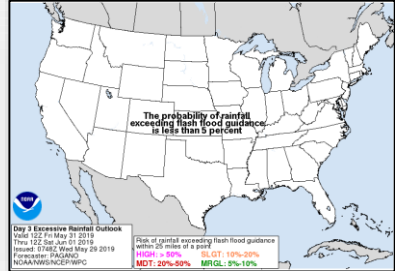 The probability of rainfall
exceeding flash flood guidance
is less than 5 percent
NOAA
Day 3 Excessive Rainfall Outlook
Valid 12Z Fri May 31 2019
Thru 12Z Sat Jun 01 2019
Issued: 0748Z Wed May 29 2019
Forecaster: PAGANO
NOAA/NWS/NCEP/WPC
Risk of rainfall exceeding flash flood guidance
within 25 miles of a point
HIGH: > 50% SLGT: 10%-20%
MDT: 20%-50% MRGL: 5%-10%